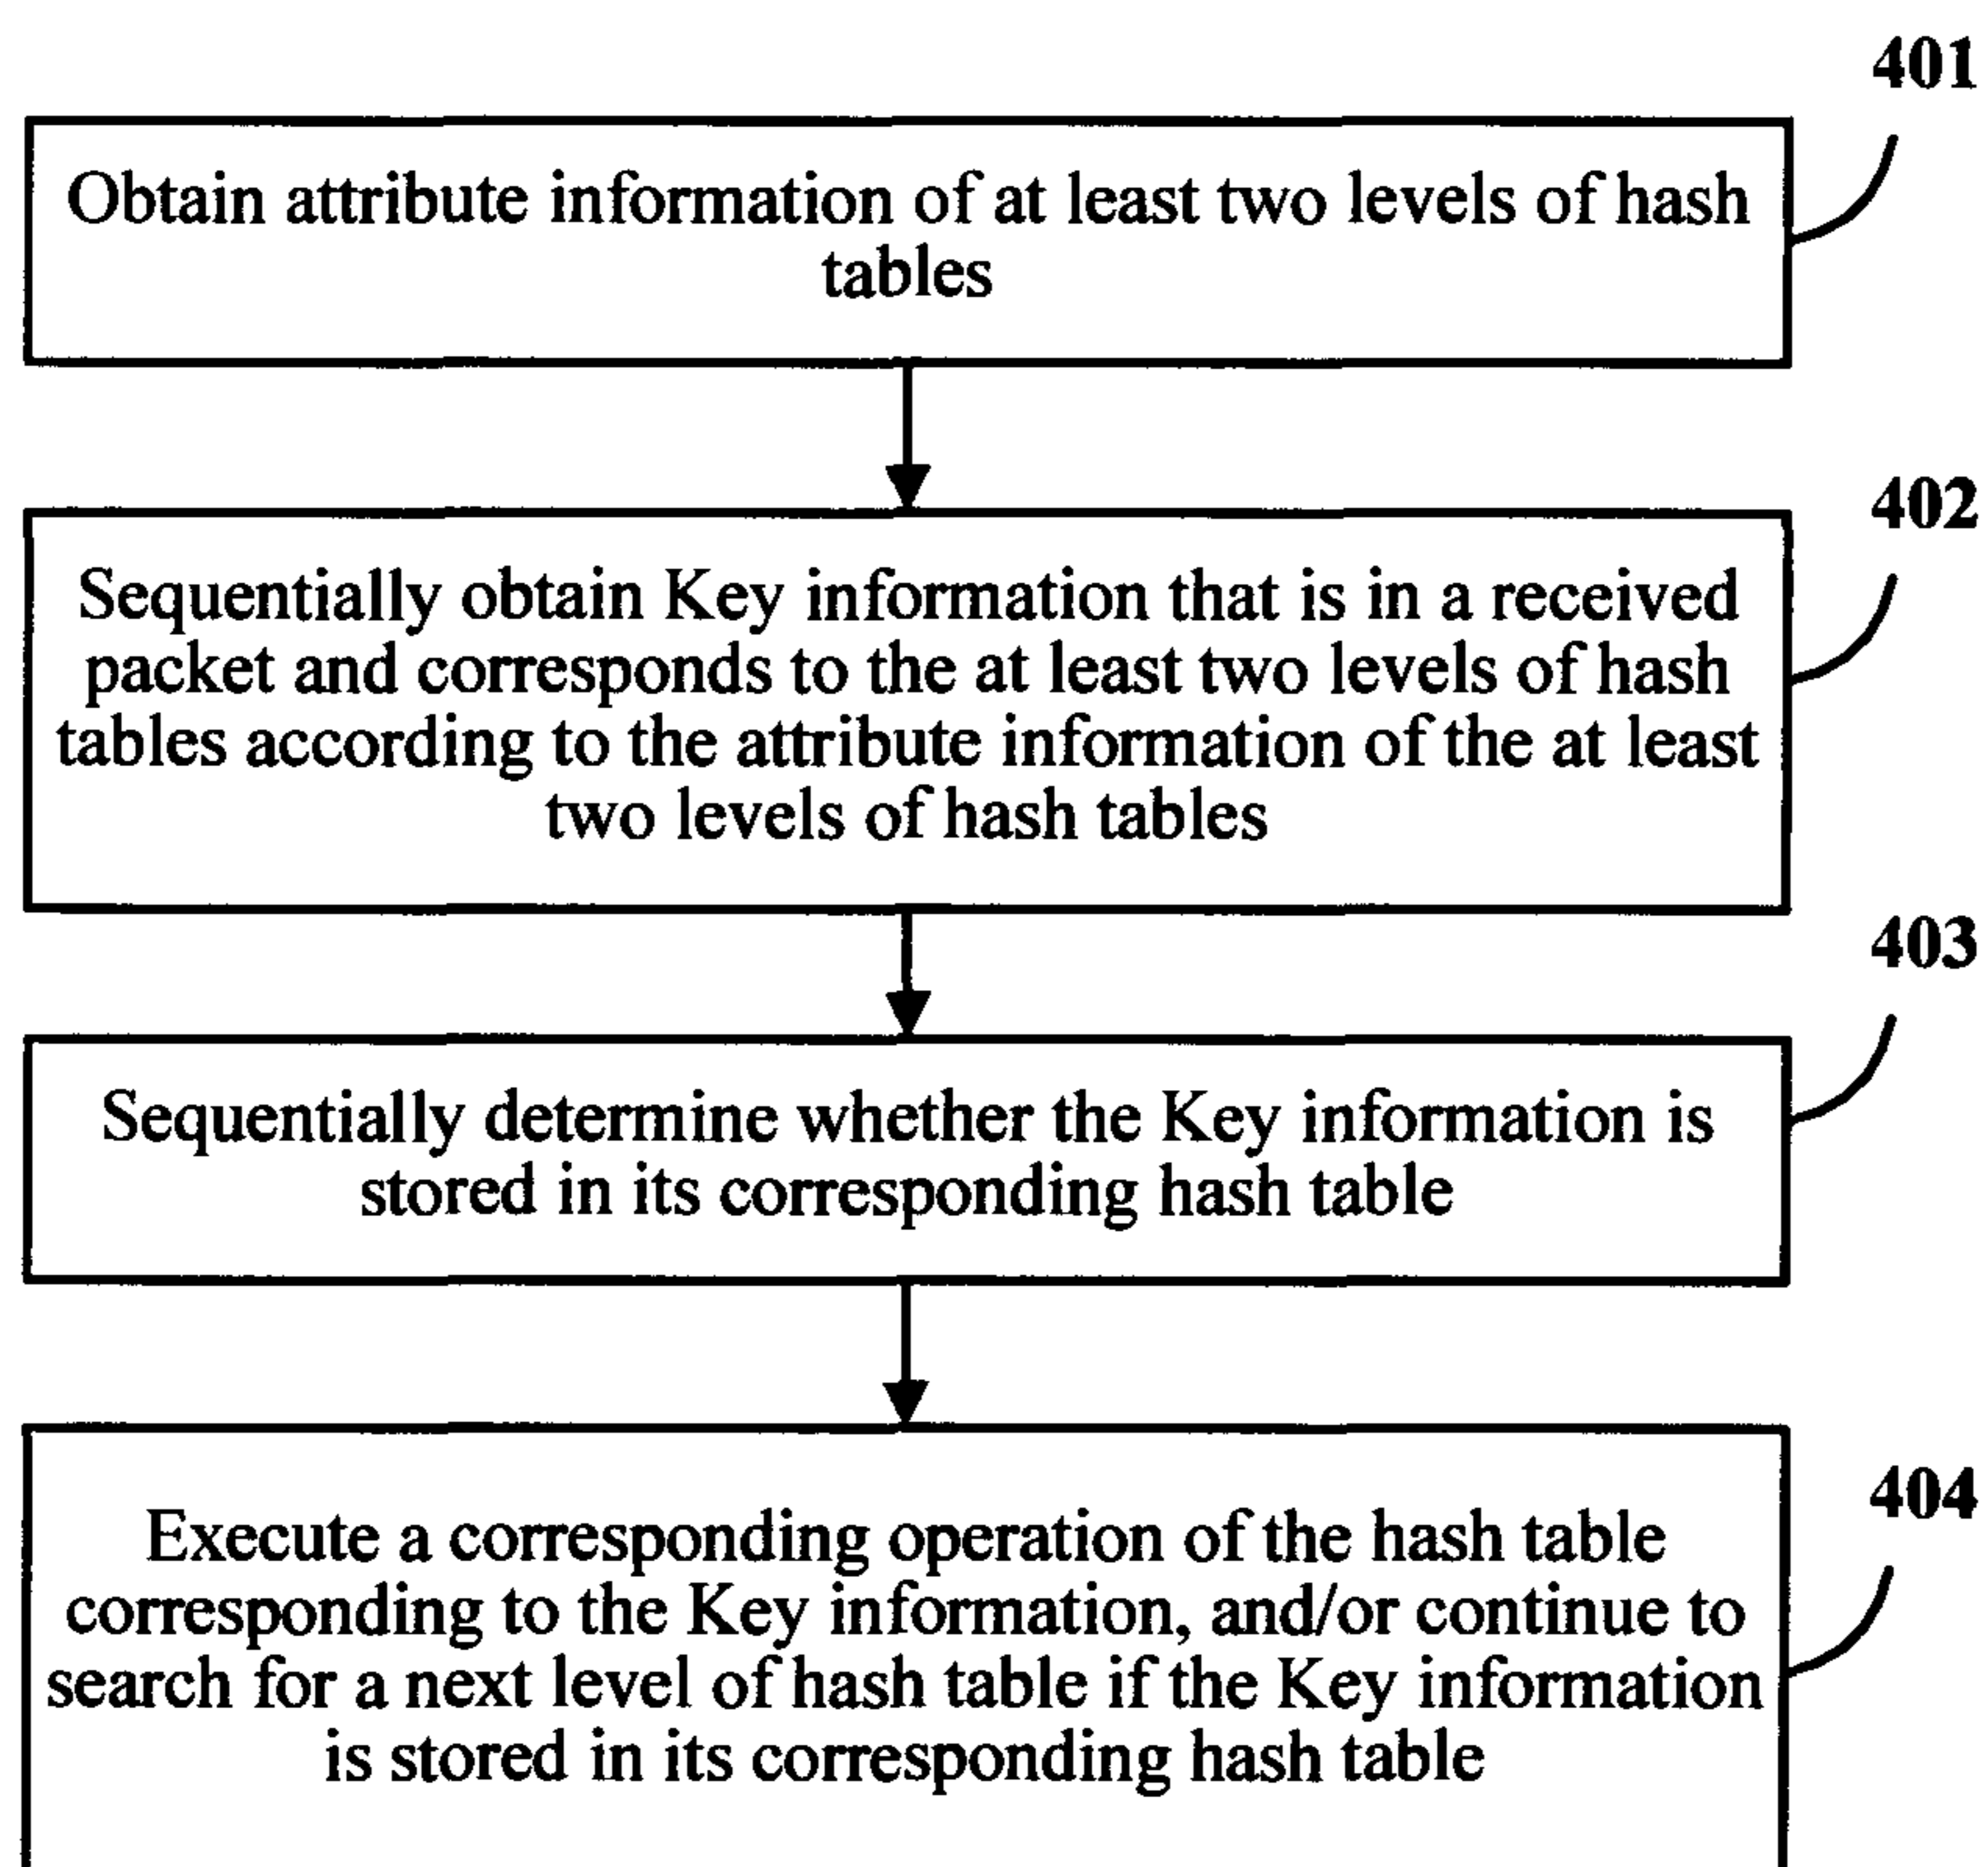 401
Obtain attribute information of at least two levels of hash
tables
402
Sequentially obtain Key information that is in a received
packet and corresponds to the at least two levels of hash
tables according to the attribute information of the at least
two levels of hash tables
403
Sequentially determine whether the Key information is
stored in its corresponding hash table
404
Execute a corresponding operation of the hash table
corresponding to the Key information, and/or continue to
search for a next level of hash table if the Key information
is stored in its corresponding hash table